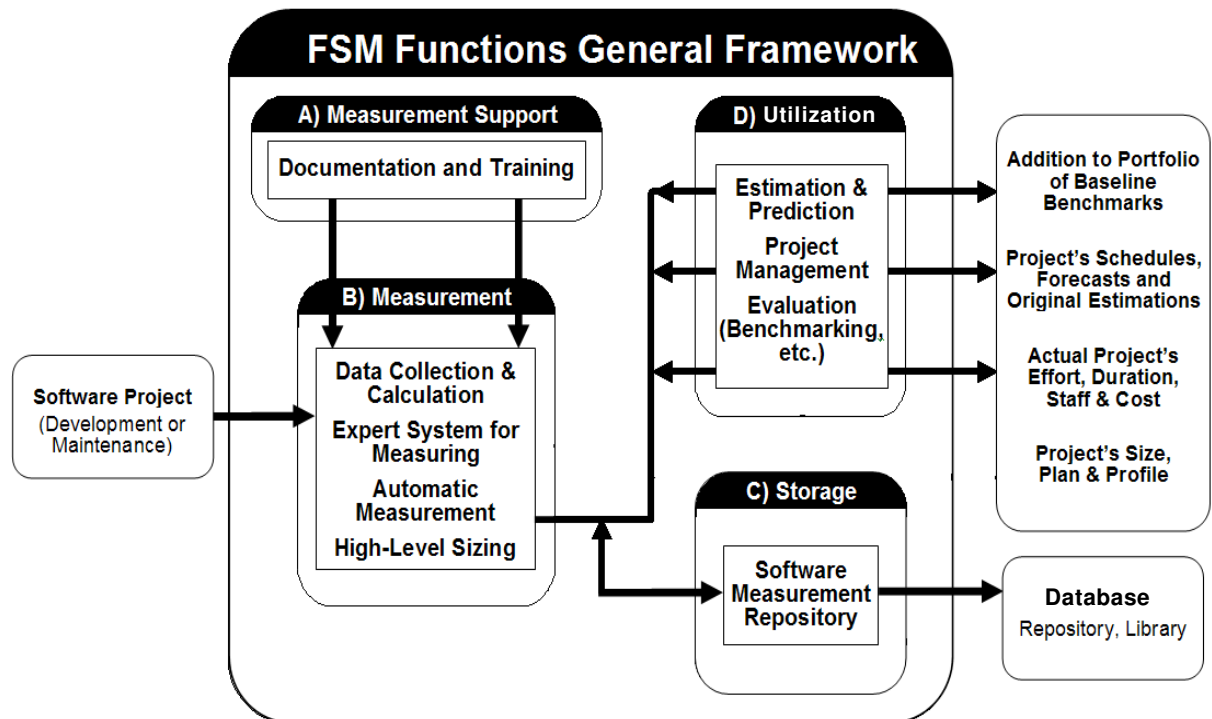 FSM Functions General Framework
A) Measurement Support
Documentation and Training
B) Measurement
Data Collection &
Calculation
Expert System for
Measuring
Automatic
Measurement
High-Level Sizing
Software Project
(Development or
Maintenance)
D) Utilization
Estimation &
Prediction
Project
Management
Evaluation
(Benchmarking,
etc.)
C) Storage
Software
Measurement
Repository
Addition to Portfolio
of Baseline
Benchmarks
Project's Schedules,
Forecasts and
Original Estimations
Actual Project's
Effort, Duration,
Staff & Cost
Project's Size,
Plan & Profile
Database
Repository, Library